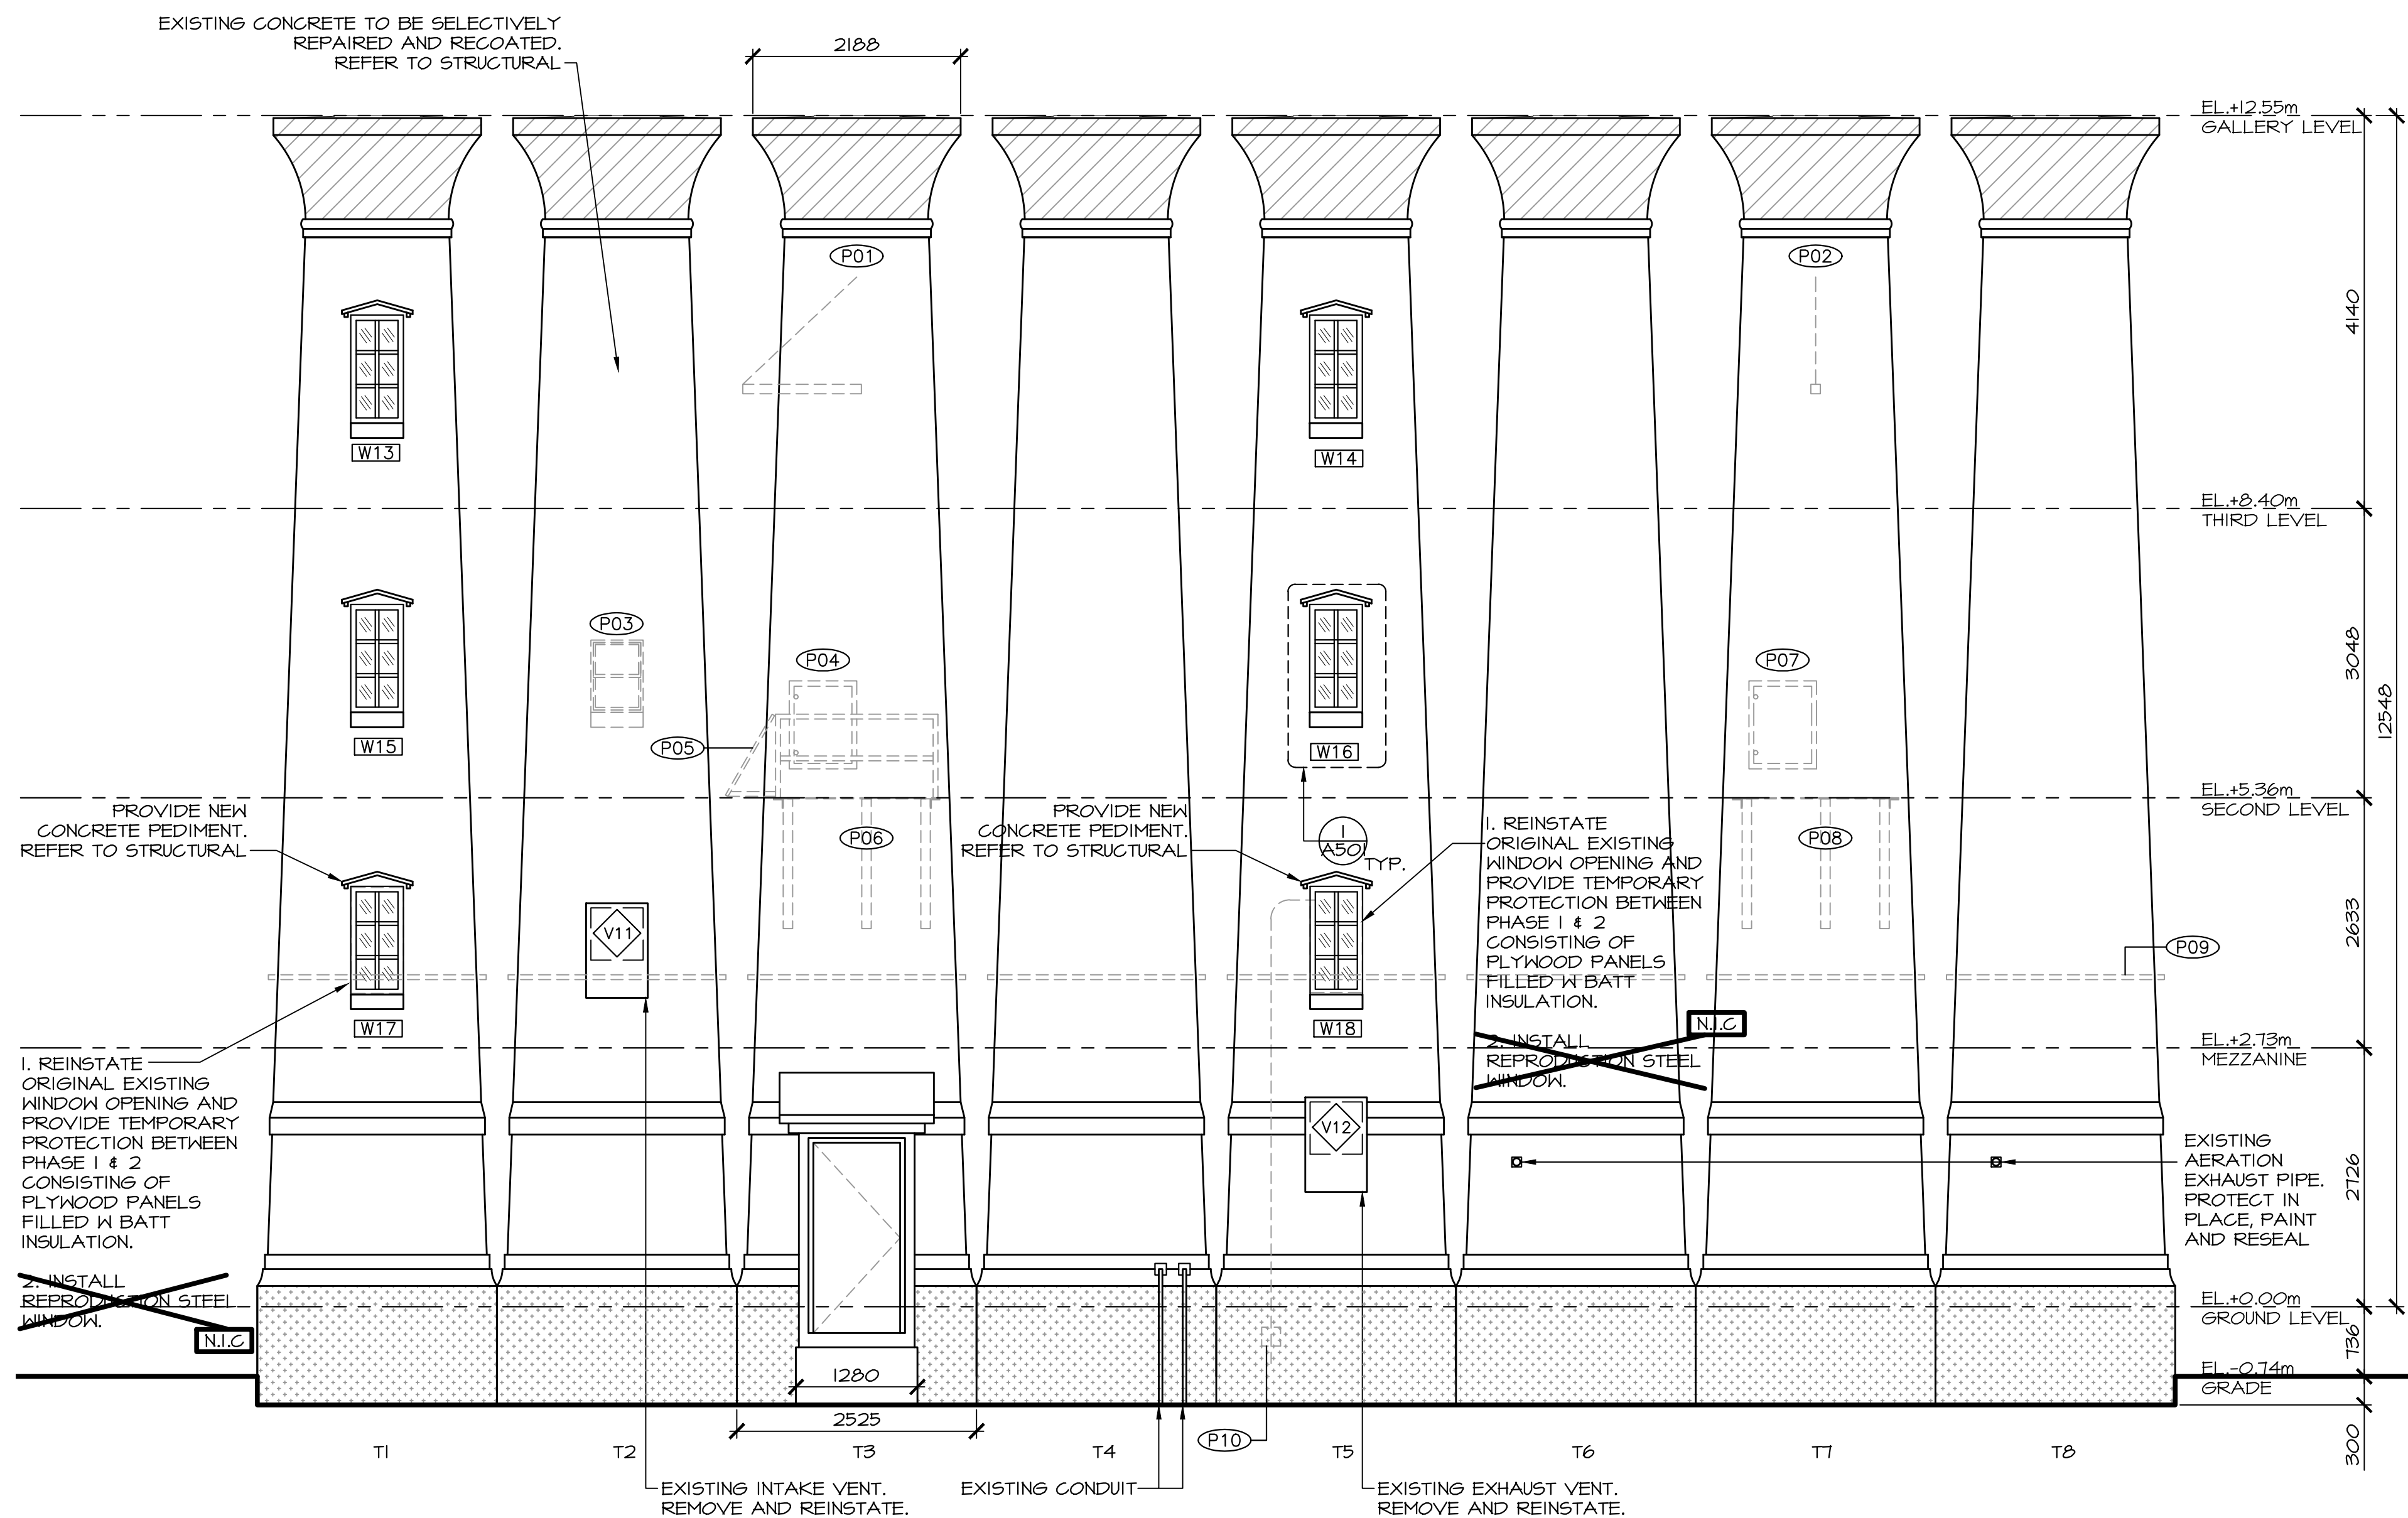 EXISTING CONCRETE TO BE SELECTIVELY
REPAIRED AND RECOATED.
REFER TO STRUCTURAL
2188
EL.+12.55m
GALLERY LEVEL
P01
P02
4140
W13
W14
EL.+8.40m
THIRD LEVEL
P03
P04
P07
3048
12548
P05
W15
W16
EL.+5.36m
SECOND LEVEL
PROVIDE NEW
CONCRETE PEDIMENT.
REFER TO STRUCTURAL
P06
PROVIDE NEW
CONCRETE PEDIMENT.
REFER TO STRUCTURAL
1
A501
TYP.
1. REINSTATE
ORIGINAL EXISTING
WINDOW OPENING AND
PROVIDE TEMPORARY
PROTECTION BETWEEN
PHASE 1 & 2
CONSISTING OF
PLYWOOD PANELS
FILLED W BATT
INSULATION.
P08
2633
V11
P09
W17
W18
N.I.C
2. INSTALL
REPRODUCTION STEEL
WINDOW.
EL.+2.73m
MEZZANINE
1. REINSTATE
ORIGINAL EXISTING
WINDOW OPENING AND
PROVIDE TEMPORARY
PROTECTION BETWEEN
PHASE 1 & 2
CONSISTING OF
PLYWOOD PANELS
FILLED W BATT
INSULATION.
V12
EXISTING
AERATION
EXHAUST PIPE.
PROTECT IN
PLACE, PAINT
AND RESEAL
2726
2. INSTALL
REPRODUCTION STEEL
WINDOW.
N.I.C
EL.+0.00m
GROUND LEVEL
736
EL.-0.74m
GRADE
1280
2525
300
P10
T1
T2
T3
T4
T5
T6
T7
T8
EXISTING INTAKE VENT.
REMOVE AND REINSTATE.
EXISTING CONDUIT
EXISTING EXHAUST VENT.
REMOVE AND REINSTATE.